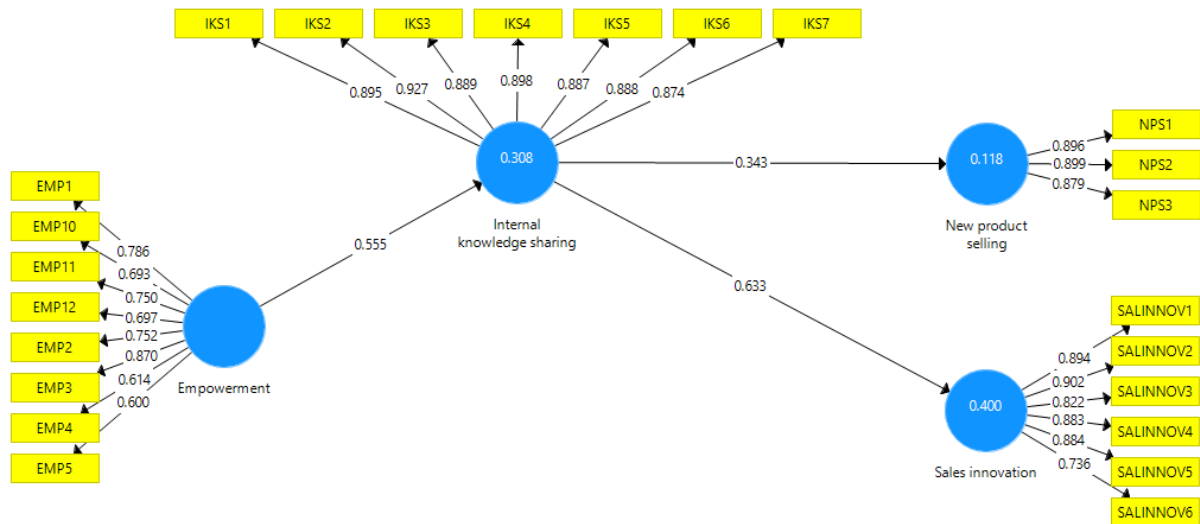 IKS1 IKS2 IKS3 IKS4 IKS5 IKS6 IKS7
0.895 0.927 0.889 0.898 0.887 0.888 0.874
0.308
Internal
knowledge sharing
0.343
0.118
New product
selling
0.896
0.899
0.879
NPS1
NPS2
NPS3
EMP1
EMP10
EMP11
EMP12
EMP2
EMP3
EMP4
EMP5
0.786
0.693
0.750
0.697
0.752
0.870
0.614
0.600
Empowerment
0.555
0.633
0.400
Sales innovation
0.894
0.902
0.822
0.883
0.884
0.736
SALINNOV1
SALINNOV2
SALINNOV3
SALINNOV4
SALINNOV5
SALINNOV6